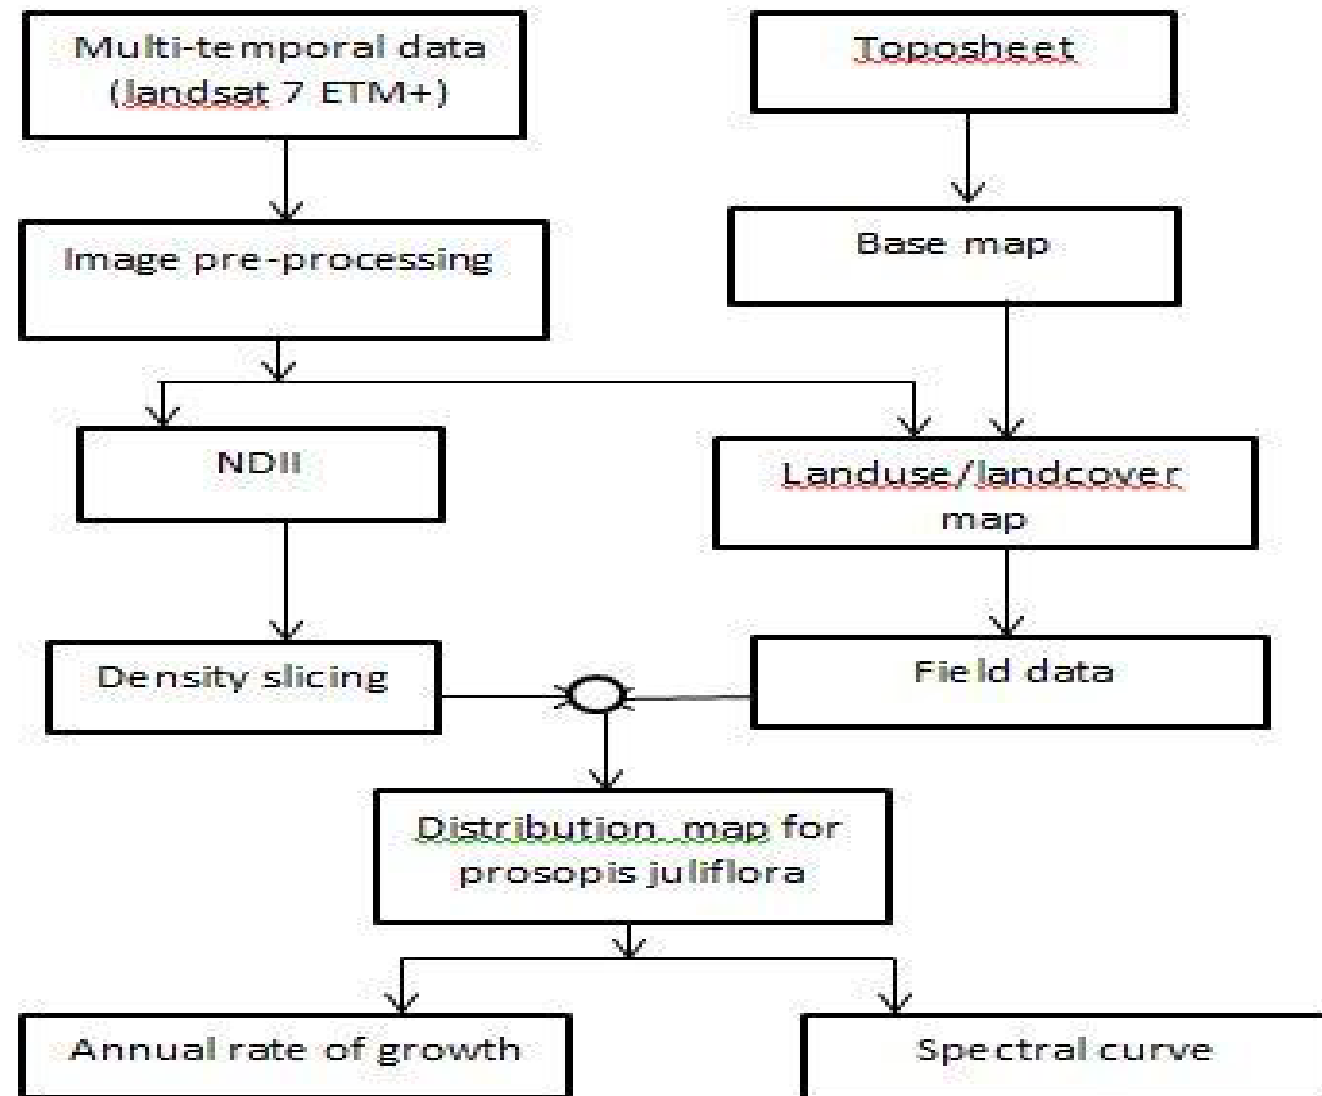 Multi-temporal data
(landsat 7 ETM+)
Toposheet
Image pre-processing
Base map
NDII
Landuse/landcover
map
Density slicing
Field data
Distribution map for
prosopis juliflora
Annual rate of growth
Spectral curve